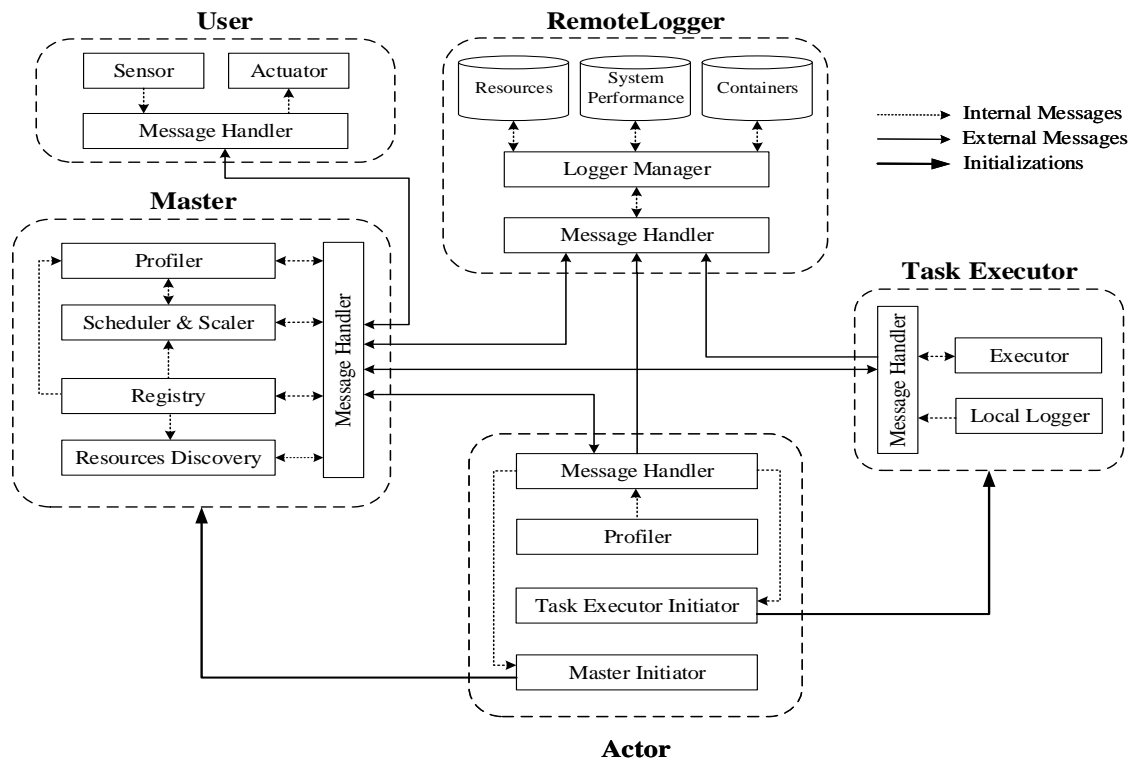 User
Sensor
Actuator
Message Handler
RemoteLogger
Resources
System
Performance
Containers
Logger Manager
Message Handler
Internal Messages
External Messages
Initializations
Master
Profiler
Scheduler & Scaler
Registry
Resources Discovery
Message Handler
Task Executor
Message Handler
Executor
Local Logger
Message Handler
Profiler
Task Executor Initiator
Master Initiator
Actor